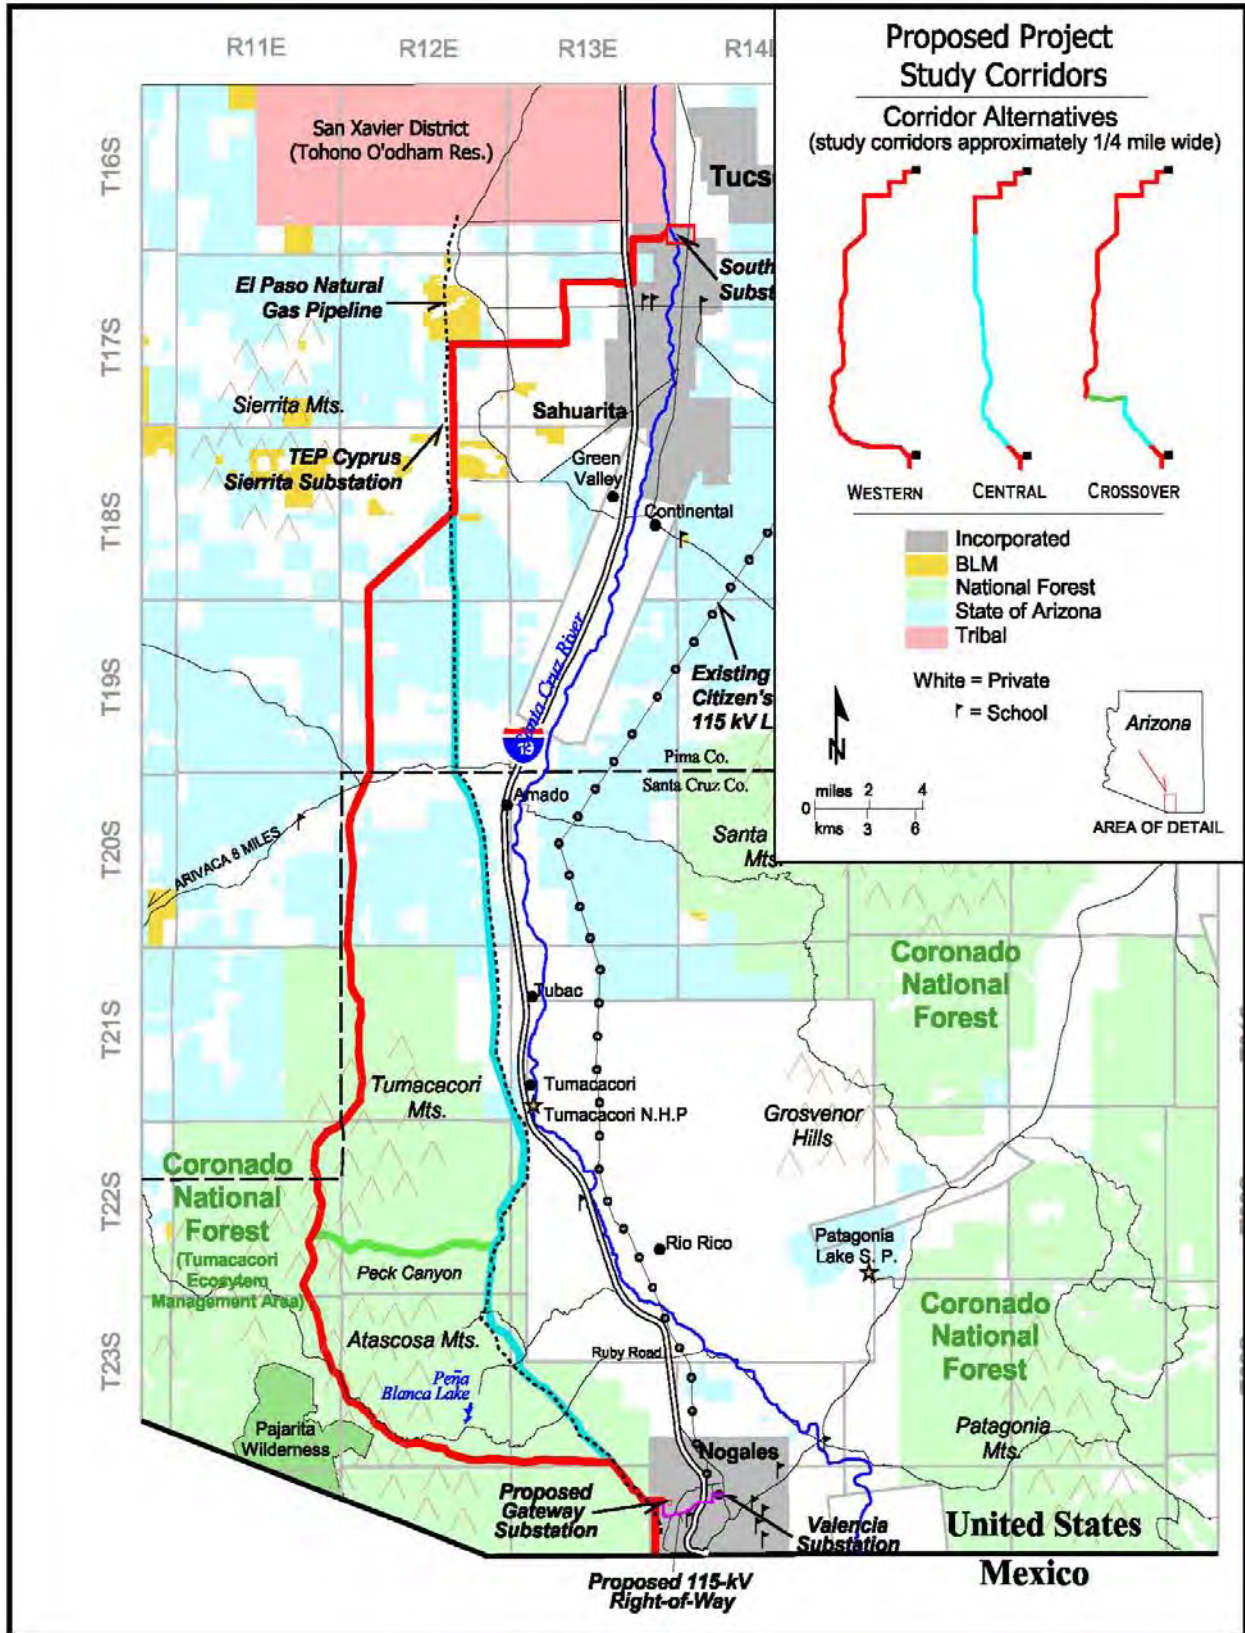 R11E
R12E
R13E
R14E
Proposed Project
Study Corridors
Corridor Alternatives
(study corridors approximately 1/4 mile wide)
WESTERN
CENTRAL
CROSSOVER
Incorporated
BLM
National Forest
State of Arizona
Tribal
White = Private
= School
N
miles 2 4
0
kms 3 6
Arizona
AREA OF DETAIL
T16S
T17S
T18S
T19S
T20S
T21S
T22S
T23S
San Xavier District
(Tohono O'odham Res.)
Tucs
South
Subst
El Paso Natural
Gas Pipeline
Sierrita Mts.
Sahuarita
TEP Cyprus
Sierrita Substation
Green
Valley
Continental
Santa Cruz River
Existing
Citizen's
115 kV L
19
Pima Co.
Santa Cruz Co.
Amado
ARIVACA 8 MILES
Santa
Mts.
Coronado
National
Forest
Tubac
Tumacacori
Mts.
Tumacacori
Tumacacori N.H.P
Grosvenor
Hills
Coronado
National
Forest
(Tumacacori
Ecosytem
Management Area)
Peck Canyon
Rio Rico
Patagonia
Lake S. P.
Coronado
National
Forest
Atascosa Mts.
Ruby Road
Peña
Blanca Lake
Pajarita
Wilderness
Patagonia
Mts.
Nogales
Proposed
Gateway
Substation
Valencia
Substation
United States
Mexico
Proposed 115-kV
Right-of-Way